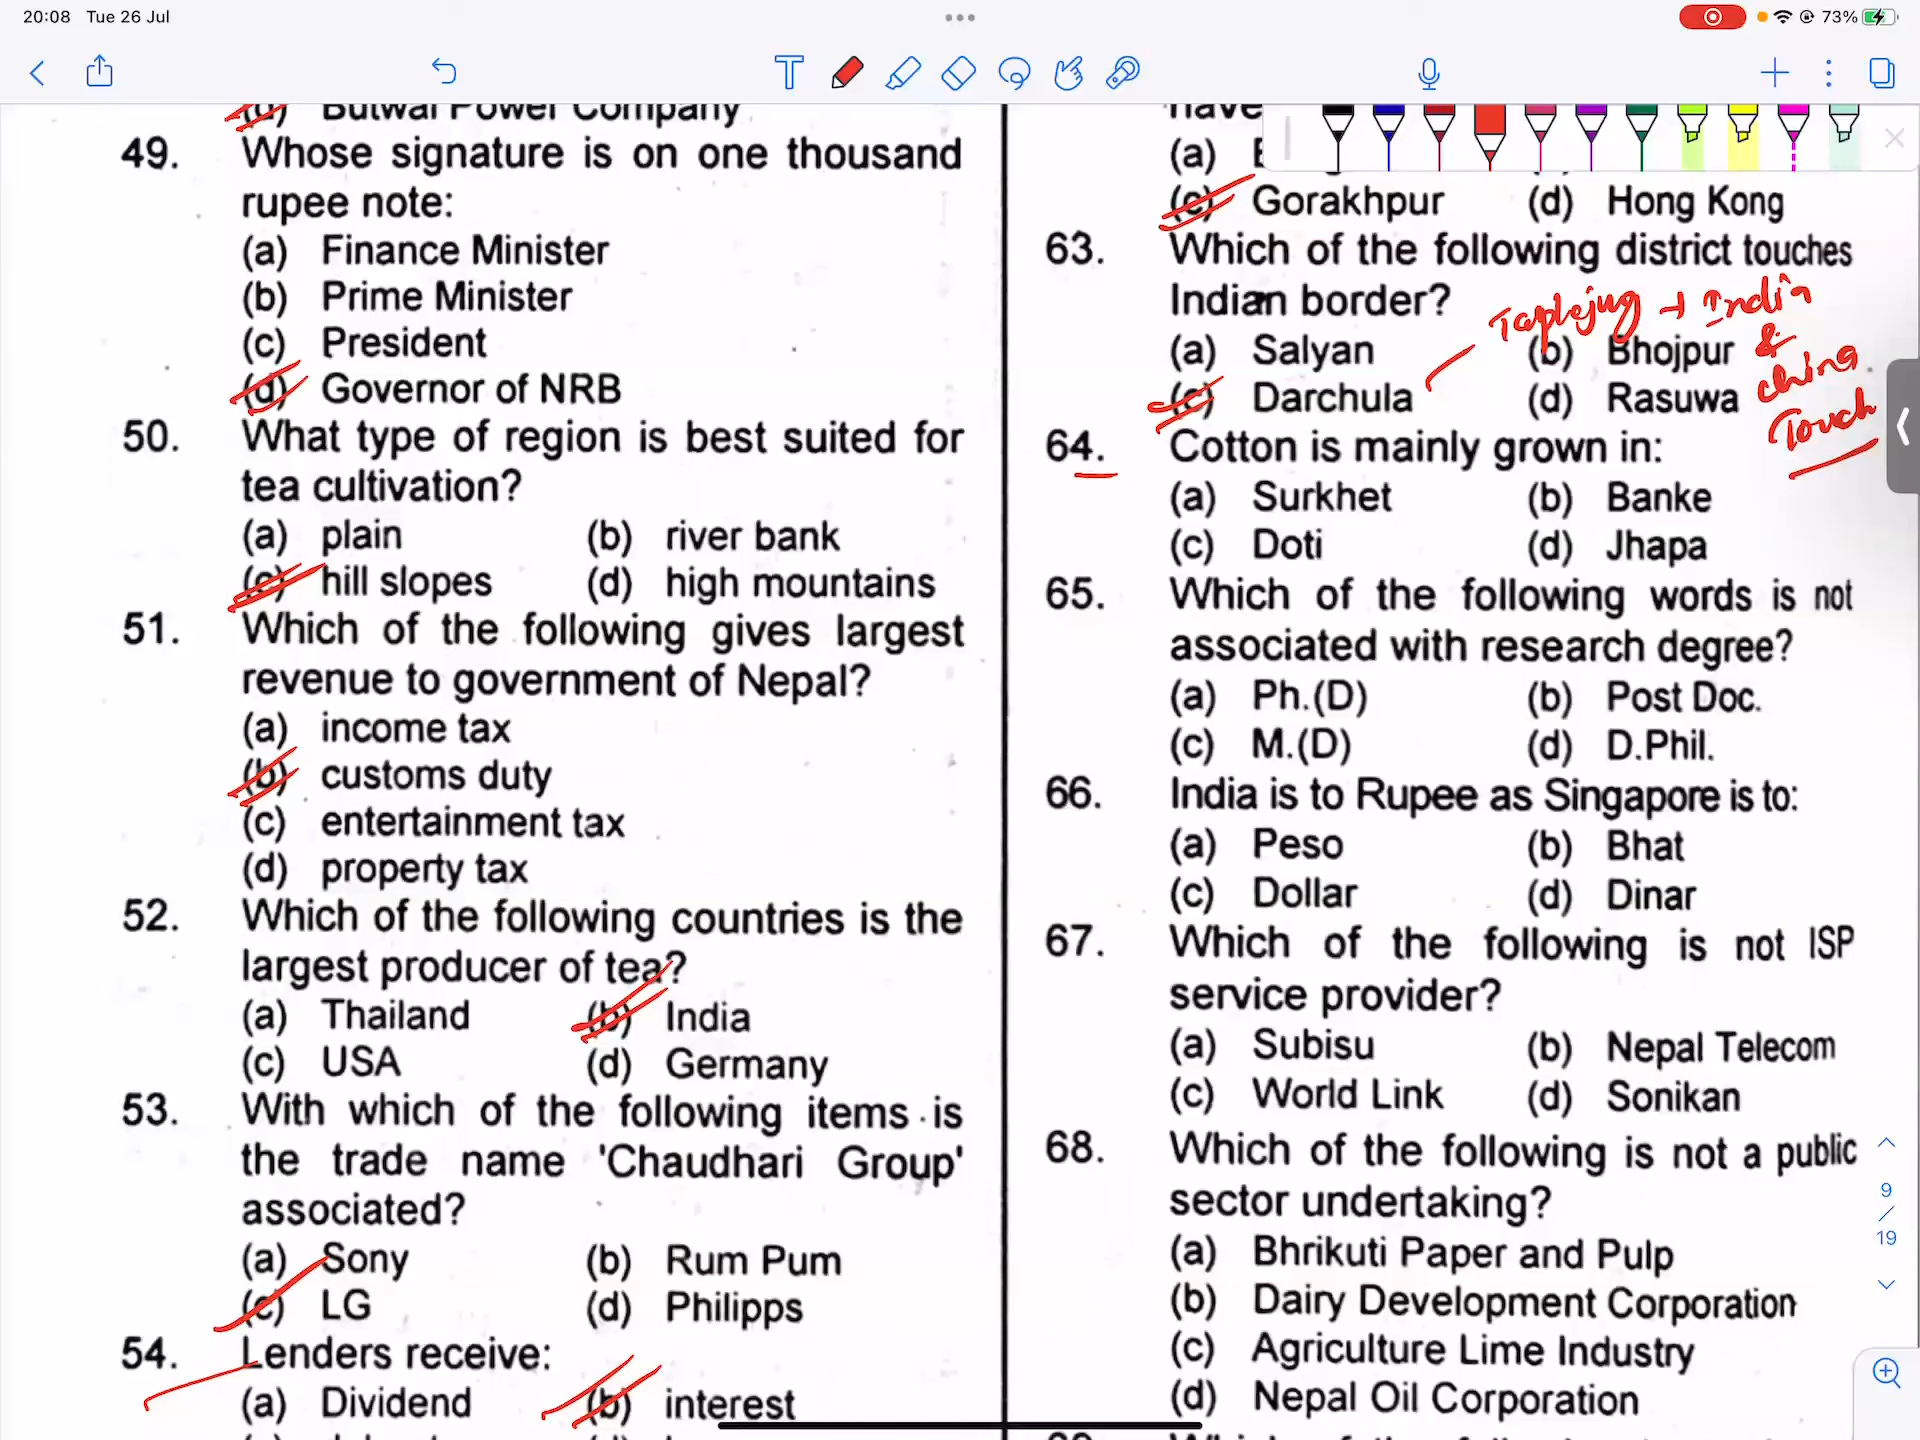 20:08 Tue 26 Jul
73%
(d) Butwal Power Company
49. Whose signature is on one thousand
rupee note:
(a) Finance Minister
(b) Prime Minister
(c) President
(d) Governor of NRB
50. What type of region is best suited for
tea cultivation?
(a) plain (b) river bank
(c) hill slopes (d) high mountains
51. Which of the following gives largest
revenue to government of Nepal?
(a) income tax
(b) customs duty
(c) entertainment tax
(d) property tax
52. Which of the following countries is the
largest producer of tea?
(a) Thailand (b) India
(c) USA (d) Germany
53. With which of the following items is
the trade name 'Chaudhari Group'
associated?
(a) Sony (b) Rum Pum
(c) LG (d) Philipps
54. Lenders receive:
(a) Dividend (b) interest
have
(a)
(c) Gorakhpur (d) Hong Kong
63. Which of the following district touches
Indian border?
(a) Salyan (b) Bhojpur
(c) Darchula (d) Rasuwa
Taplejug → India
&
china
Touch
64. Cotton is mainly grown in:
(a) Surkhet (b) Banke
(c) Doti (d) Jhapa
65. Which of the following words is not
associated with research degree?
(a) Ph.(D) (b) Post Doc.
(c) M.(D) (d) D.Phil.
66. India is to Rupee as Singapore is to:
(a) Peso (b) Bhat
(c) Dollar (d) Dinar
67. Which of the following is not ISP
service provider?
(a) Subisu (b) Nepal Telecom
(c) World Link (d) Sonikan
68. Which of the following is not a public
sector undertaking?
(a) Bhrikuti Paper and Pulp
(b) Dairy Development Corporation
(c) Agriculture Lime Industry
(d) Nepal Oil Corporation
9
/
19